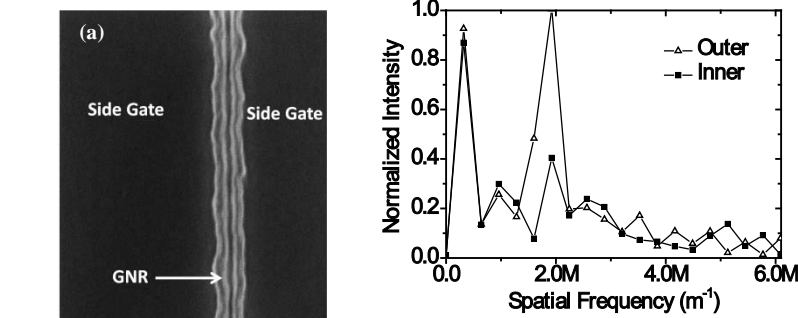 (a)
Side Gate
Side Gate
GNR
Normalized Intensity
1.0
0.8
0.6
0.4
0.2
0.0
Outer
Inner
0.0
2.0M
4.0M
6.0M
Spatial Frequency (m⁻¹)